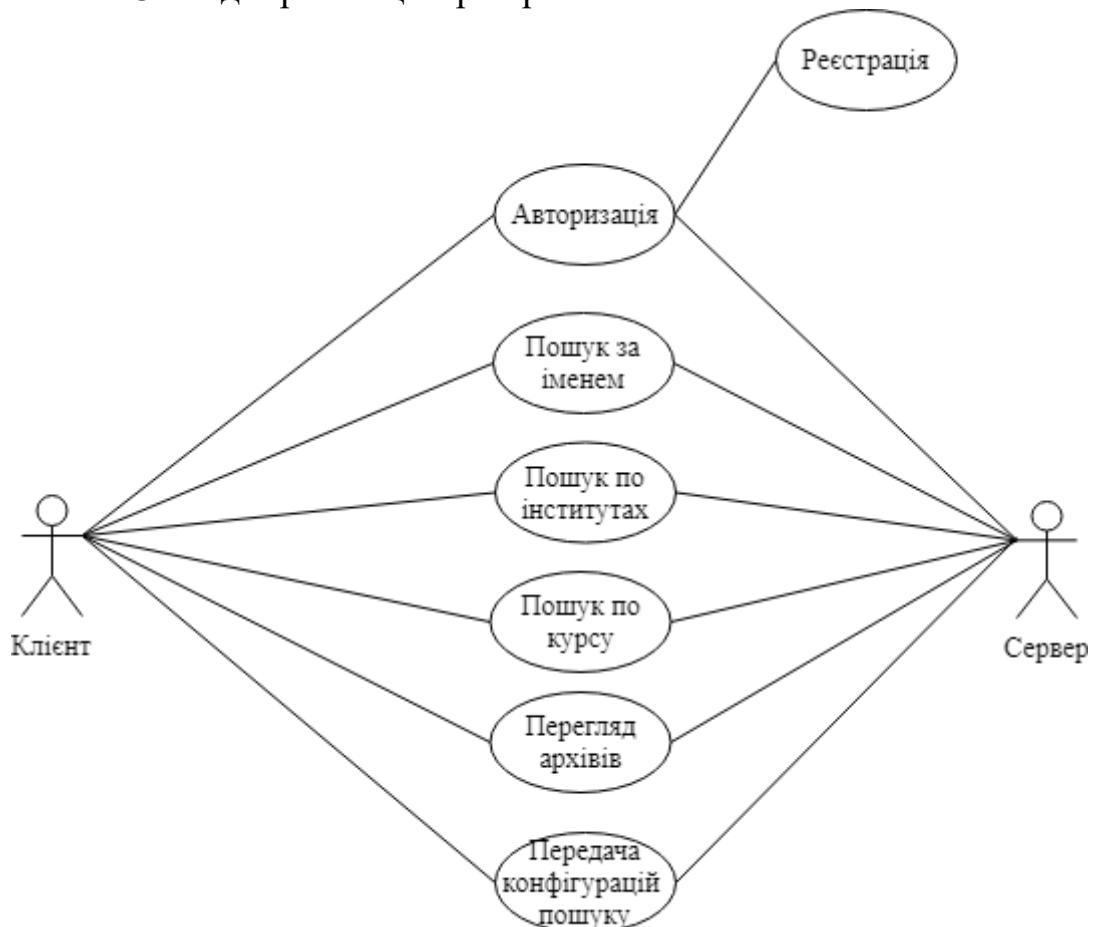 Реєстрація
Авторизація
Пошук за
іменем
Пошук по
інститутах
Пошук по
курсу
Клієнт
Сервер
Перегляд
архівів
Передача
конфігурацій
пошуку